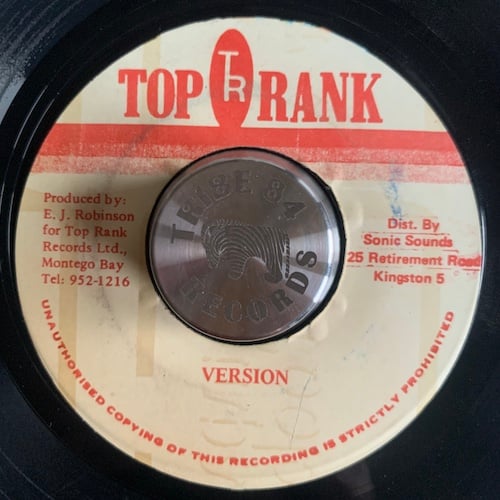 TOP TR RANK
Produced by:
E. J. Robinson
for Top Rank
Records Ltd.,
Montego Bay
Tel: 952-1216
TRIBE 84
RECORDS
Dist. By
Sonic Sounds
25 Retirement Road
Kingston 5
VERSION
UNAUTHORISED COPYING OF THIS RECORDING IS STRICTLY PROHIBITED